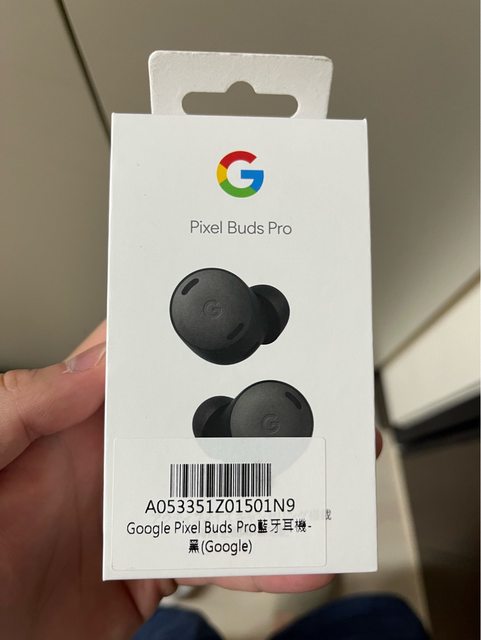 G
Pixel Buds Pro
G
G
A053351Z01501N9
Google Pixel Buds Pro藍牙耳機-
黑(Google)